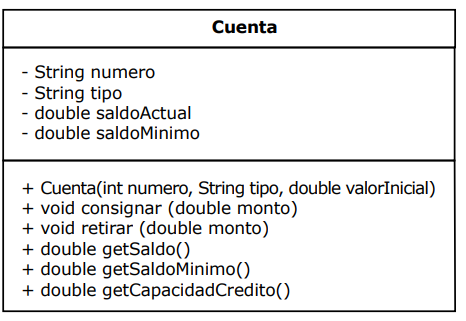 Cuenta
- String numero
- String tipo
- double saldoActual
- double saldoMinimo
+ Cuenta(int numero, String tipo, double valorInicial)
+ void consignar (double monto)
+ void retirar (double monto)
+ double getSaldo()
+ double getSaldoMinimo()
+ double getCapacidadCredito()